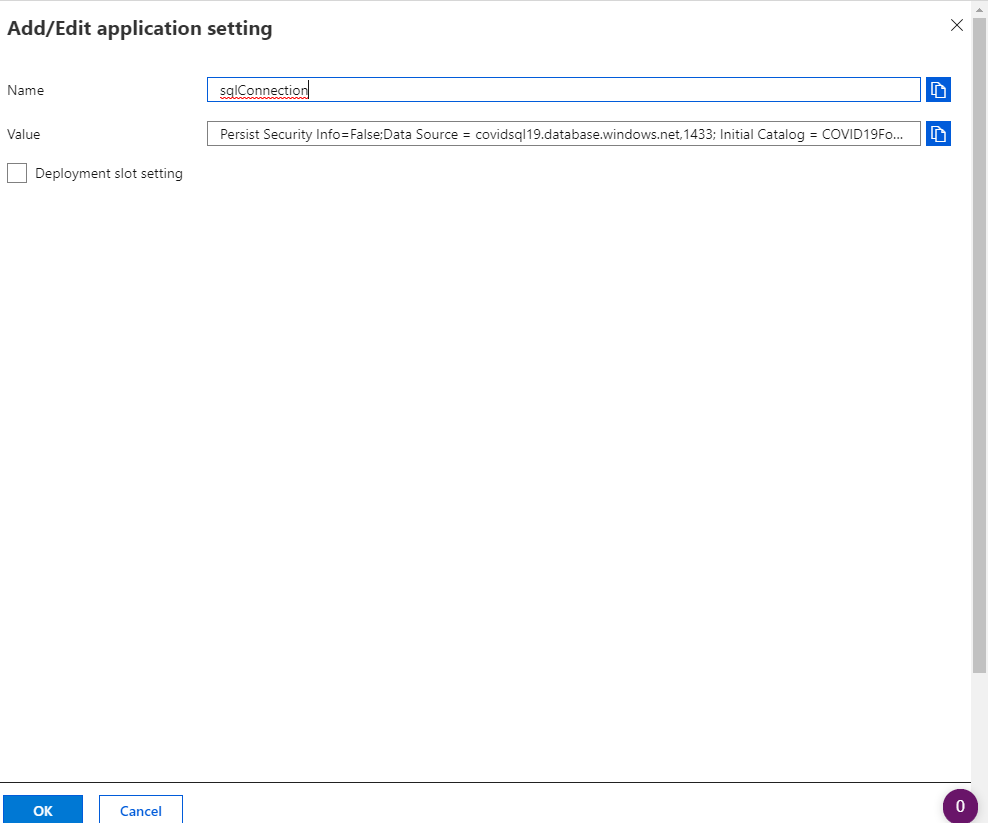 Add/Edit application setting
Name
sqlConnection
Value
Persist Security Info=False;Data Source = covidsql19.database.windows.net,1433; Initial Catalog = COVID19Fo...
Deployment slot setting
OK
Cancel
0